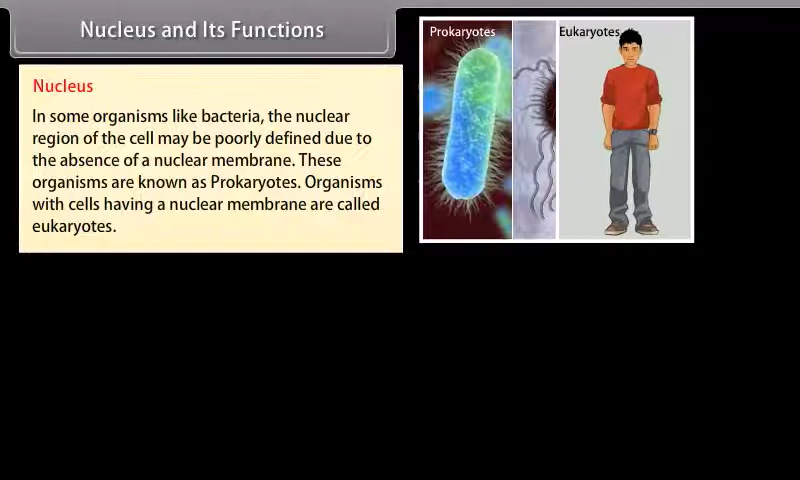 Nucleus and Its Functions
Nucleus
In some organisms like bacteria, the nuclear
region of the cell may be poorly defined due to
the absence of a nuclear membrane. These
organisms are known as Prokaryotes. Organisms
with cells having a nuclear membrane are called
eukaryotes.
Prokaryotes
Eukaryotes